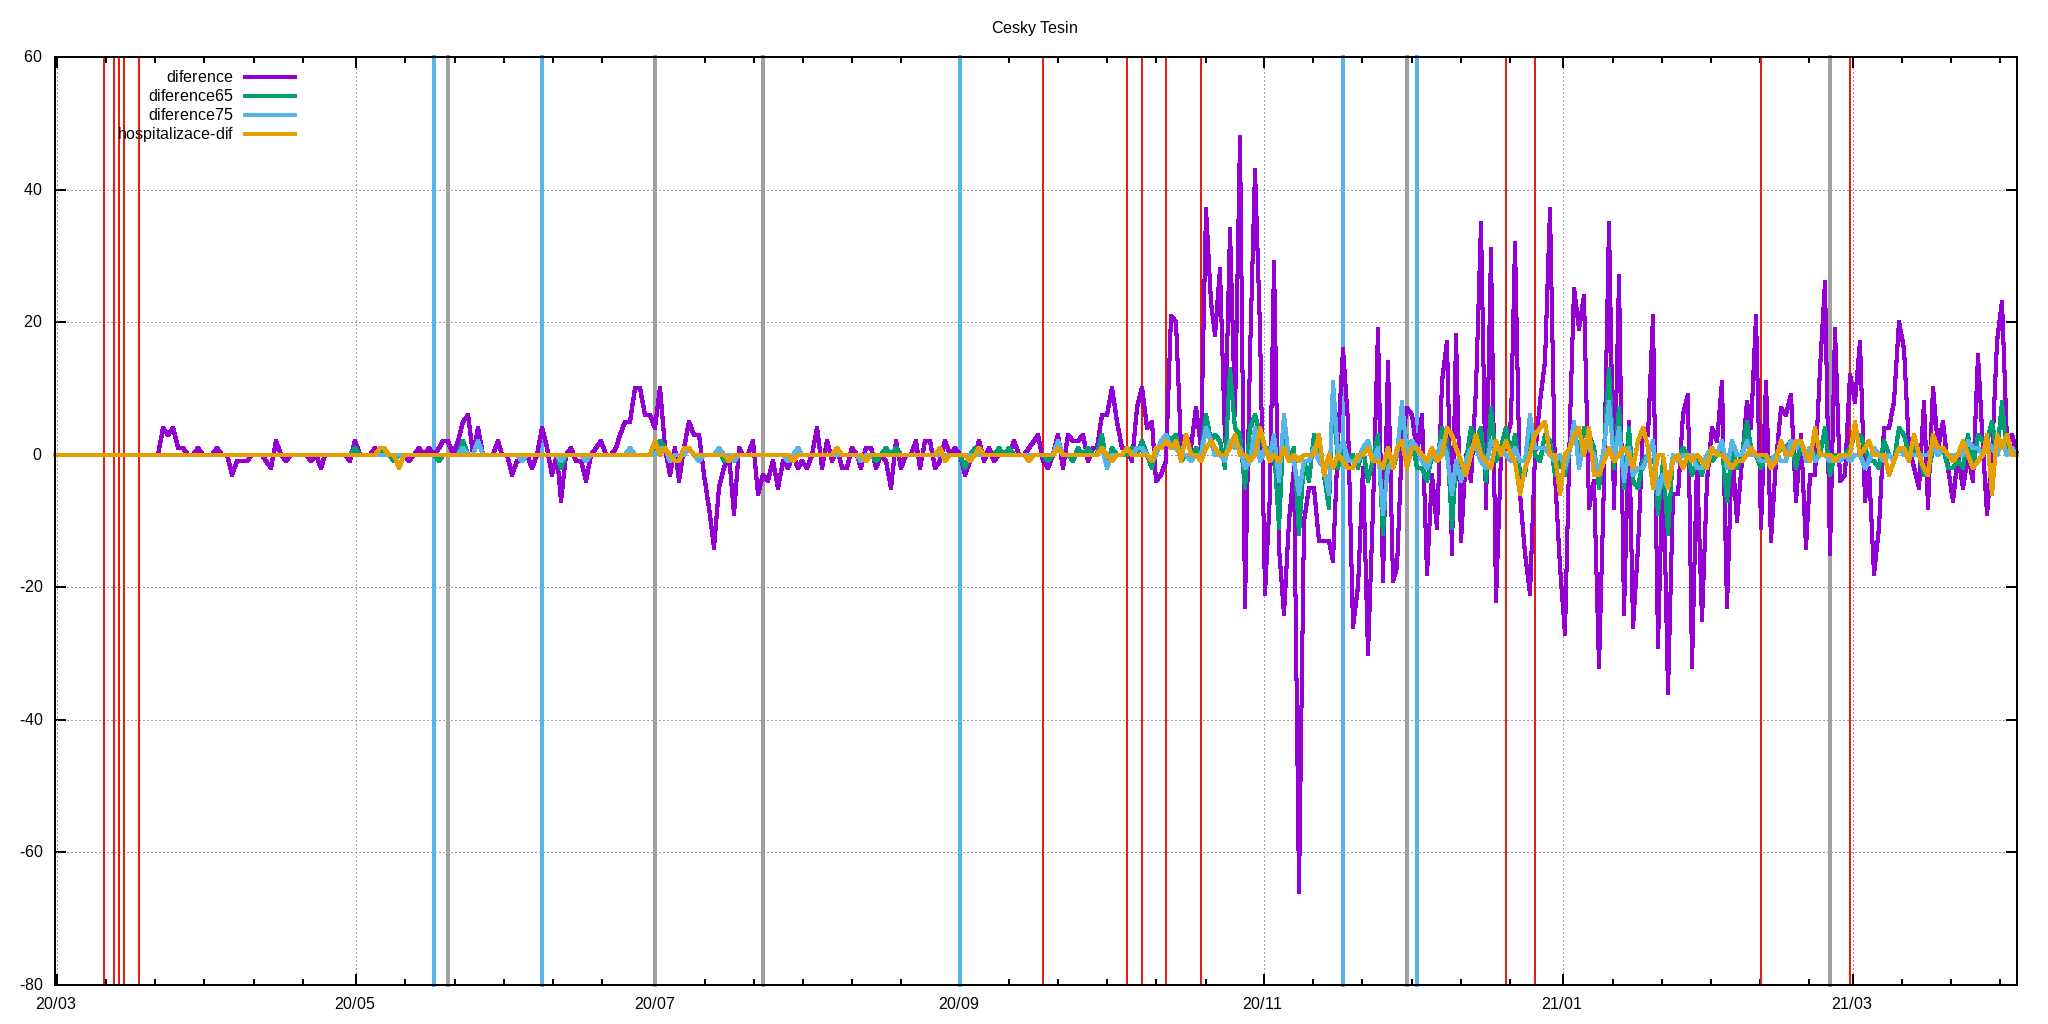 Cesky Tesin
60
diference
diference65
diference75
hospitalizace-dif
40
20
0
-20
-40
-60
-80
20/03 20/05 20/07 20/09 20/11 21/01 21/03